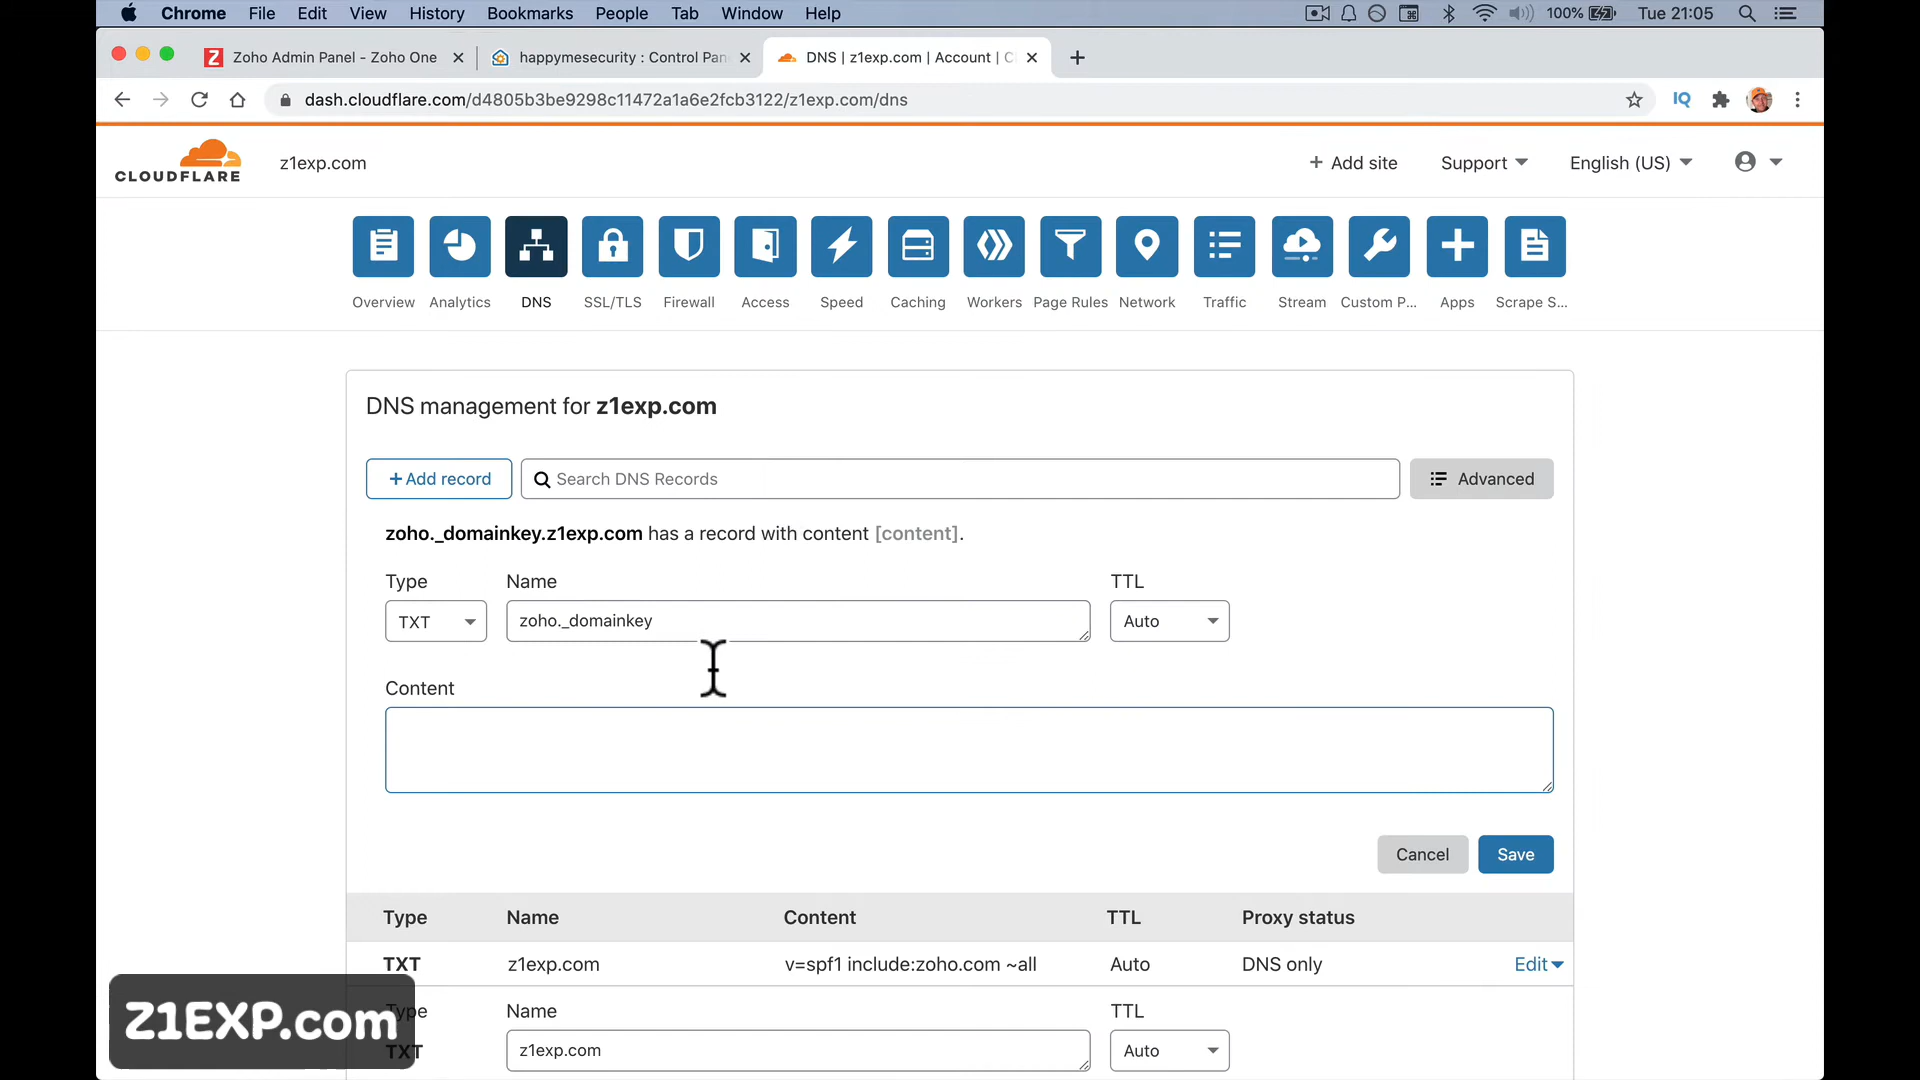 Chrome File Edit View History Bookmarks People Tab Window Help 100% Tue 21:05
Zoho Admin Panel - Zoho One happymesecurity : Control Pan DNS | z1exp.com | Account | C
dash.cloudflare.com/d4805b3be9298c11472a1a6e2fcb3122/z1exp.com/dns IQ
CLOUDFLARE z1exp.com + Add site Support English (US)
Overview Analytics DNS SSL/TLS Firewall Access Speed Caching Workers Page Rules Network Traffic Stream Custom P... Apps Scrape S...
DNS management for z1exp.com
+ Add record Search DNS Records Advanced
zoho._domainkey.z1exp.com has a record with content [content].
Type Name TTL
TXT zoho._domainkey Auto
Content
Cancel Save
Type Name Content TTL Proxy status
TXT z1exp.com v=spf1 include:zoho.com ~all Auto DNS only Edit
Type Name TTL
TXT z1exp.com Auto
Z1EXP.com